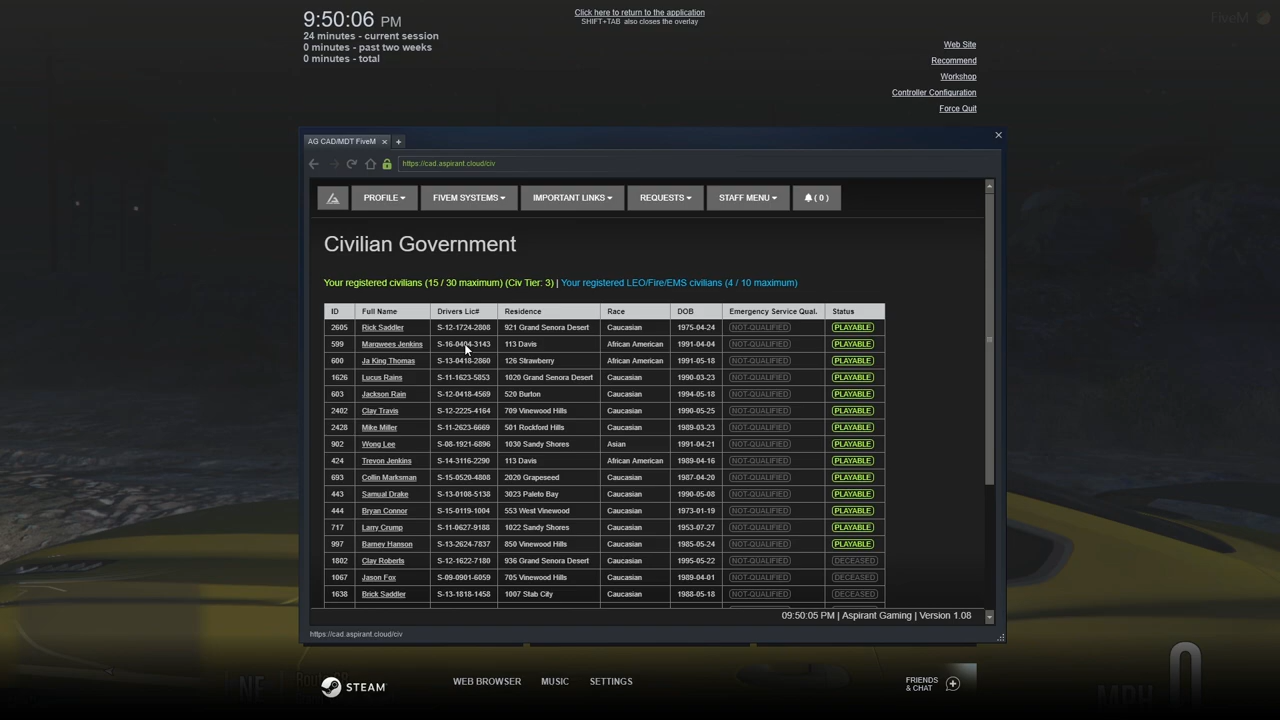 9:50:06 PM
24 minutes - current session
0 minutes - past two weeks
0 minutes - total
Click here to return to the application
SHIFT+TAB also closes the overlay
FiveM
Web Site
Recommend
Workshop
Controller Configuration
Force Quit
AG CAD/MDT FiveM
https://cad.aspirant.cloud/civ
PROFILE FIVEM SYSTEMS IMPORTANT LINKS REQUESTS STAFF MENU ( 0 )
Civilian Government
Your registered civilians (15 / 30 maximum) (Civ Tier: 3) | Your registered LEO/Fire/EMS civilians (4 / 10 maximum)
ID Full Name Drivers Lic# Residence Race DOB Emergency Service Qual. Status
2605 Rick Saddler S-12-1724-2808 921 Grand Senora Desert Caucasian 1975-04-24 NOT-QUALIFIED PLAYABLE
599 Marqwees Jenkins S-16-0404-3143 113 Davis African American 1991-04-04 NOT-QUALIFIED PLAYABLE
600 Ja King Thomas S-13-0418-2860 126 Strawberry African American 1991-05-18 NOT-QUALIFIED PLAYABLE
1626 Lucus Rains S-11-1623-5853 1020 Grand Senora Desert Caucasian 1990-03-23 NOT-QUALIFIED PLAYABLE
603 Jackson Rain S-12-0418-4569 520 Burton Caucasian 1994-05-18 NOT-QUALIFIED PLAYABLE
2402 Clay Travis S-12-2225-4164 709 Vinewood Hills Caucasian 1990-05-25 NOT-QUALIFIED PLAYABLE
2428 Mike Miller S-11-2623-6669 501 Rockford Hills Caucasian 1989-03-23 NOT-QUALIFIED PLAYABLE
902 Wong Lee S-08-1921-6896 1030 Sandy Shores Asian 1991-04-21 NOT-QUALIFIED PLAYABLE
424 Trevon Jenkins S-14-3116-2290 113 Davis African American 1989-04-16 NOT-QUALIFIED PLAYABLE
693 Collin Marksman S-15-0520-4808 2020 Grapeseed Caucasian 1987-04-20 NOT-QUALIFIED PLAYABLE
443 Samual Drake S-13-0108-5138 3023 Paleto Bay Caucasian 1990-05-08 NOT-QUALIFIED PLAYABLE
444 Bryan Connor S-15-0119-1004 553 West Vinewood Caucasian 1973-01-19 NOT-QUALIFIED PLAYABLE
717 Larry Crump S-11-0627-9188 1022 Sandy Shores Caucasian 1953-07-27 NOT-QUALIFIED PLAYABLE
997 Barney Hanson S-13-2624-7837 850 Vinewood Hills Caucasian 1985-05-24 NOT-QUALIFIED PLAYABLE
1802 Clay Roberts S-12-1622-7180 936 Grand Senora Desert Caucasian 1995-05-22 NOT-QUALIFIED DECEASED
1067 Jason Fox S-09-0901-6059 705 Vinewood Hills Caucasian 1989-04-01 NOT-QUALIFIED DECEASED
1638 Brick Saddler S-13-1818-1458 1007 Stab City Caucasian 1988-05-18 NOT-QUALIFIED DECEASED
09:50:05 PM | Aspirant Gaming | Version 1.08
https://cad.aspirant.cloud/civ
NE
0
MPH
STEAM
WEB BROWSER MUSIC SETTINGS
FRIENDS
& CHAT